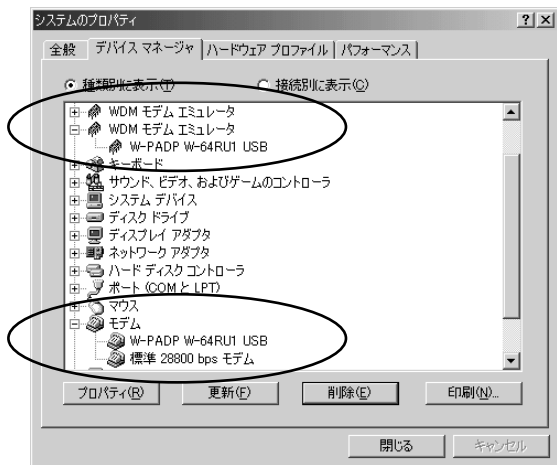 システムのプロパティ
全般 デバイス マネージャ ハードウェア プロファイル パフォーマンス
種類別に表示(T) 接続別に表示(C)
WDM モデム エミュレータ
WDM モデム エミュレータ
W-PADP W-64RU1 USB
キーボード
サウンド、ビデオ、およびゲームのコントローラ
システム デバイス
ディスク ドライブ
ディスプレイ アダプタ
ネットワーク アダプタ
ハード ディスク コントローラ
ポート (COM と LPT)
マウス
モデム
W-PADP W-64RU1 USB
標準 28800 bps モデム
プロパティ(R) 更新(F) 削除(E) 印刷(N)...
閉じる キャンセル